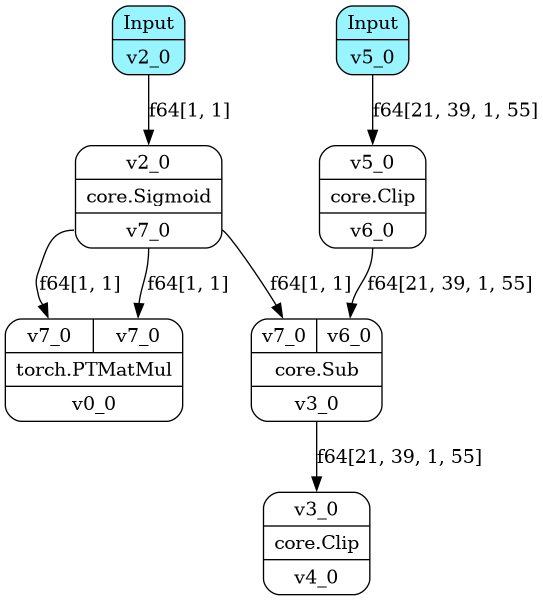 Input
v2_0
Input
v5_0
f64[1, 1]
f64[21, 39, 1, 55]
v2_0
core.Sigmoid
v7_0
v5_0
core.Clip
v6_0
f64[1, 1]
f64[1, 1]
f64[1, 1]
f64[21, 39, 1, 55]
v7_0 v7_0
torch.PTMatMul
v0_0
v7_0 v6_0
core.Sub
v3_0
f64[21, 39, 1, 55]
v3_0
core.Clip
v4_0